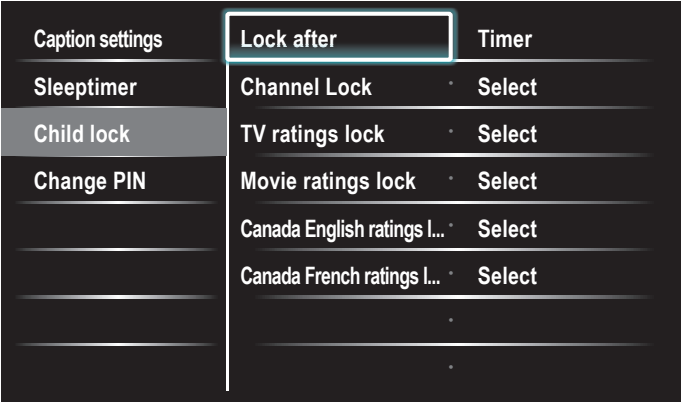 Caption settings Lock after Timer
Sleeptimer Channel Lock Select
Child lock TV ratings lock Select
Change PIN Movie ratings lock Select
Canada English ratings l... Select
Canada French ratings l... Select